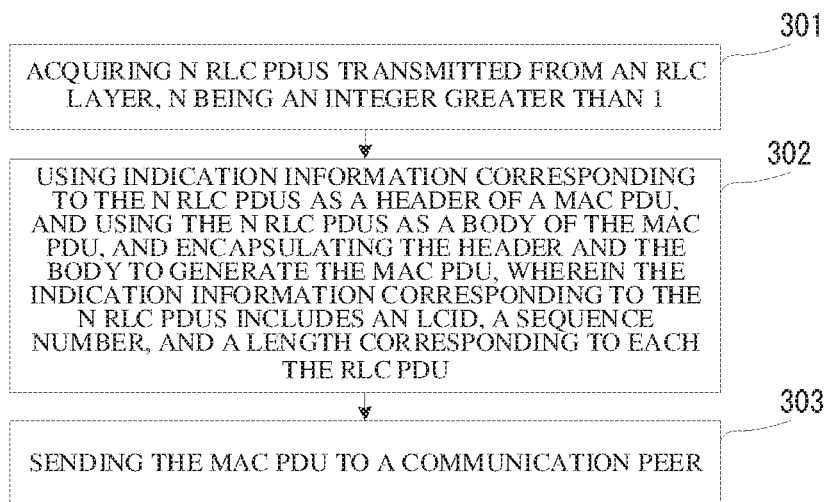 301
ACQUIRING N RLC PDUS TRANSMITTED FROM AN RLC
LAYER, N BEING AN INTEGER GREATER THAN 1
302
USING INDICATION INFORMATION CORRESPONDING
TO THE N RLC PDUS AS A HEADER OF A MAC PDU,
AND USING THE N RLC PDUS AS A BODY OF THE MAC
PDU, AND ENCAPSULATING THE HEADER AND THE
BODY TO GENERATE THE MAC PDU, WHEREIN THE
INDICATION INFORMATION CORRESPONDING TO THE
N RLC PDUS INCLUDES AN LCID, A SEQUENCE
NUMBER, AND A LENGTH CORRESPONDING TO EACH
THE RLC PDU
303
SENDING THE MAC PDU TO A COMMUNICATION PEER